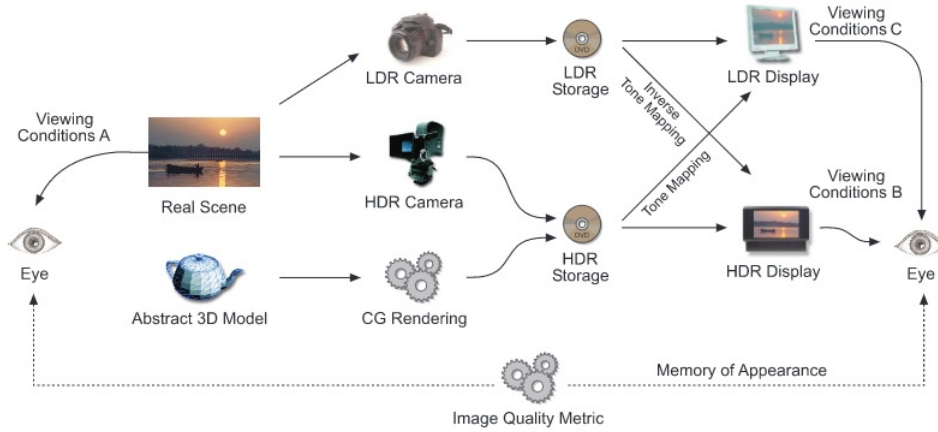 Viewing
Conditions A
Real Scene
Eye
Abstract 3D Model
LDR Camera
HDR Camera
CG Rendering
DVD
LDR
Storage
DVD
HDR
Storage
Inverse
Tone Mapping
Tone Mapping
LDR Display
HDR Display
Viewing
Conditions C
Viewing
Conditions B
Eye
Memory of Appearance
Image Quality Metric